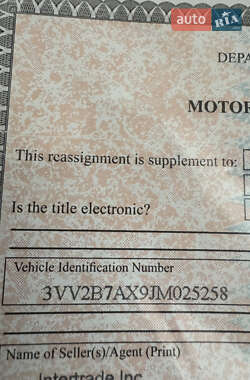 auto RIA
DEPA
MOTOR
This reassignment is supplement to:
Is the title electronic?
Vehicle Identification Number
3VV2B7AX9JM025258
Name of Seller(s)/Agent (Print)
Intertrade Inc